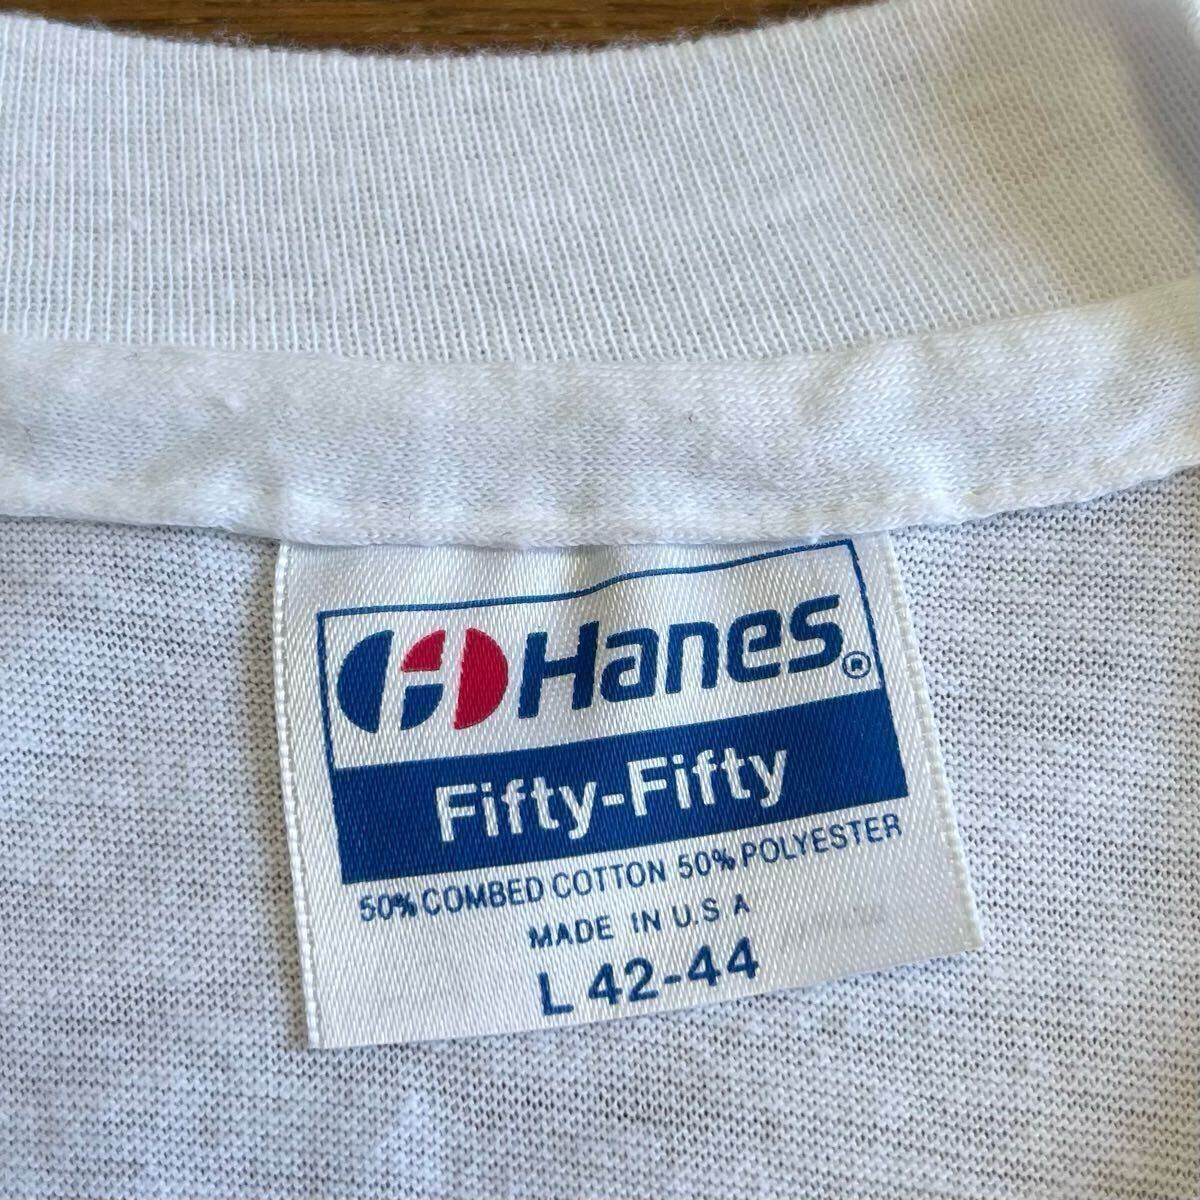 Hanes®
Fifty-Fifty
50% COMBED COTTON 50% POLYESTER
MADE IN U.S A
L 42-44